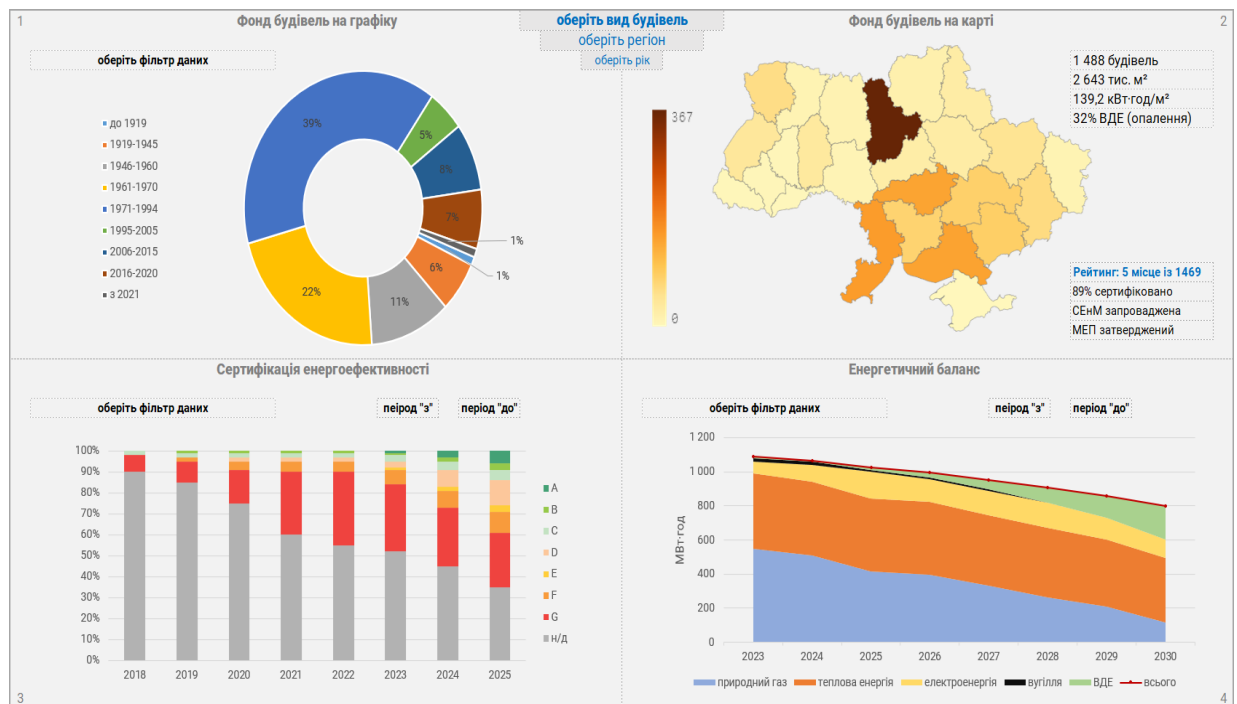 1
Фонд будівель на графіку
оберіть вид будівель
оберіть регіон
оберіть рік
Фонд будівель на карті
2
оберіть фільтр даних
до 1919
1919-1945
1946-1960
1961-1970
1971-1994
1995-2005
2006-2015
2016-2020
з 2021
39%
5%
8%
7%
1%
1%
6%
11%
22%
367
0
1 488 будівель
2 643 тис. м²
139,2 кВт·год/м²
32% ВДЕ (опалення)
Рейтинг: 5 місце із 1469
89% сертифіковано
СЕнМ запроваджена
МЕП затверджений
Сертифікація енергоефективності
оберіть фільтр даних
пеірод "з"
період "до"
100%
90%
80%
70%
60%
50%
40%
30%
20%
10%
0%
2018 2019 2020 2021 2022 2023 2024 2025
A
B
C
D
E
F
G
н/д
3
Енергетичний баланс
оберіть фільтр даних
пеірод "з"
період "до"
МВт·год
1 200
1 000
800
600
400
200
0
2023 2024 2025 2026 2027 2028 2029 2030
природний газ теплова енергія електроенергія вугілля ВДЕ всього
4